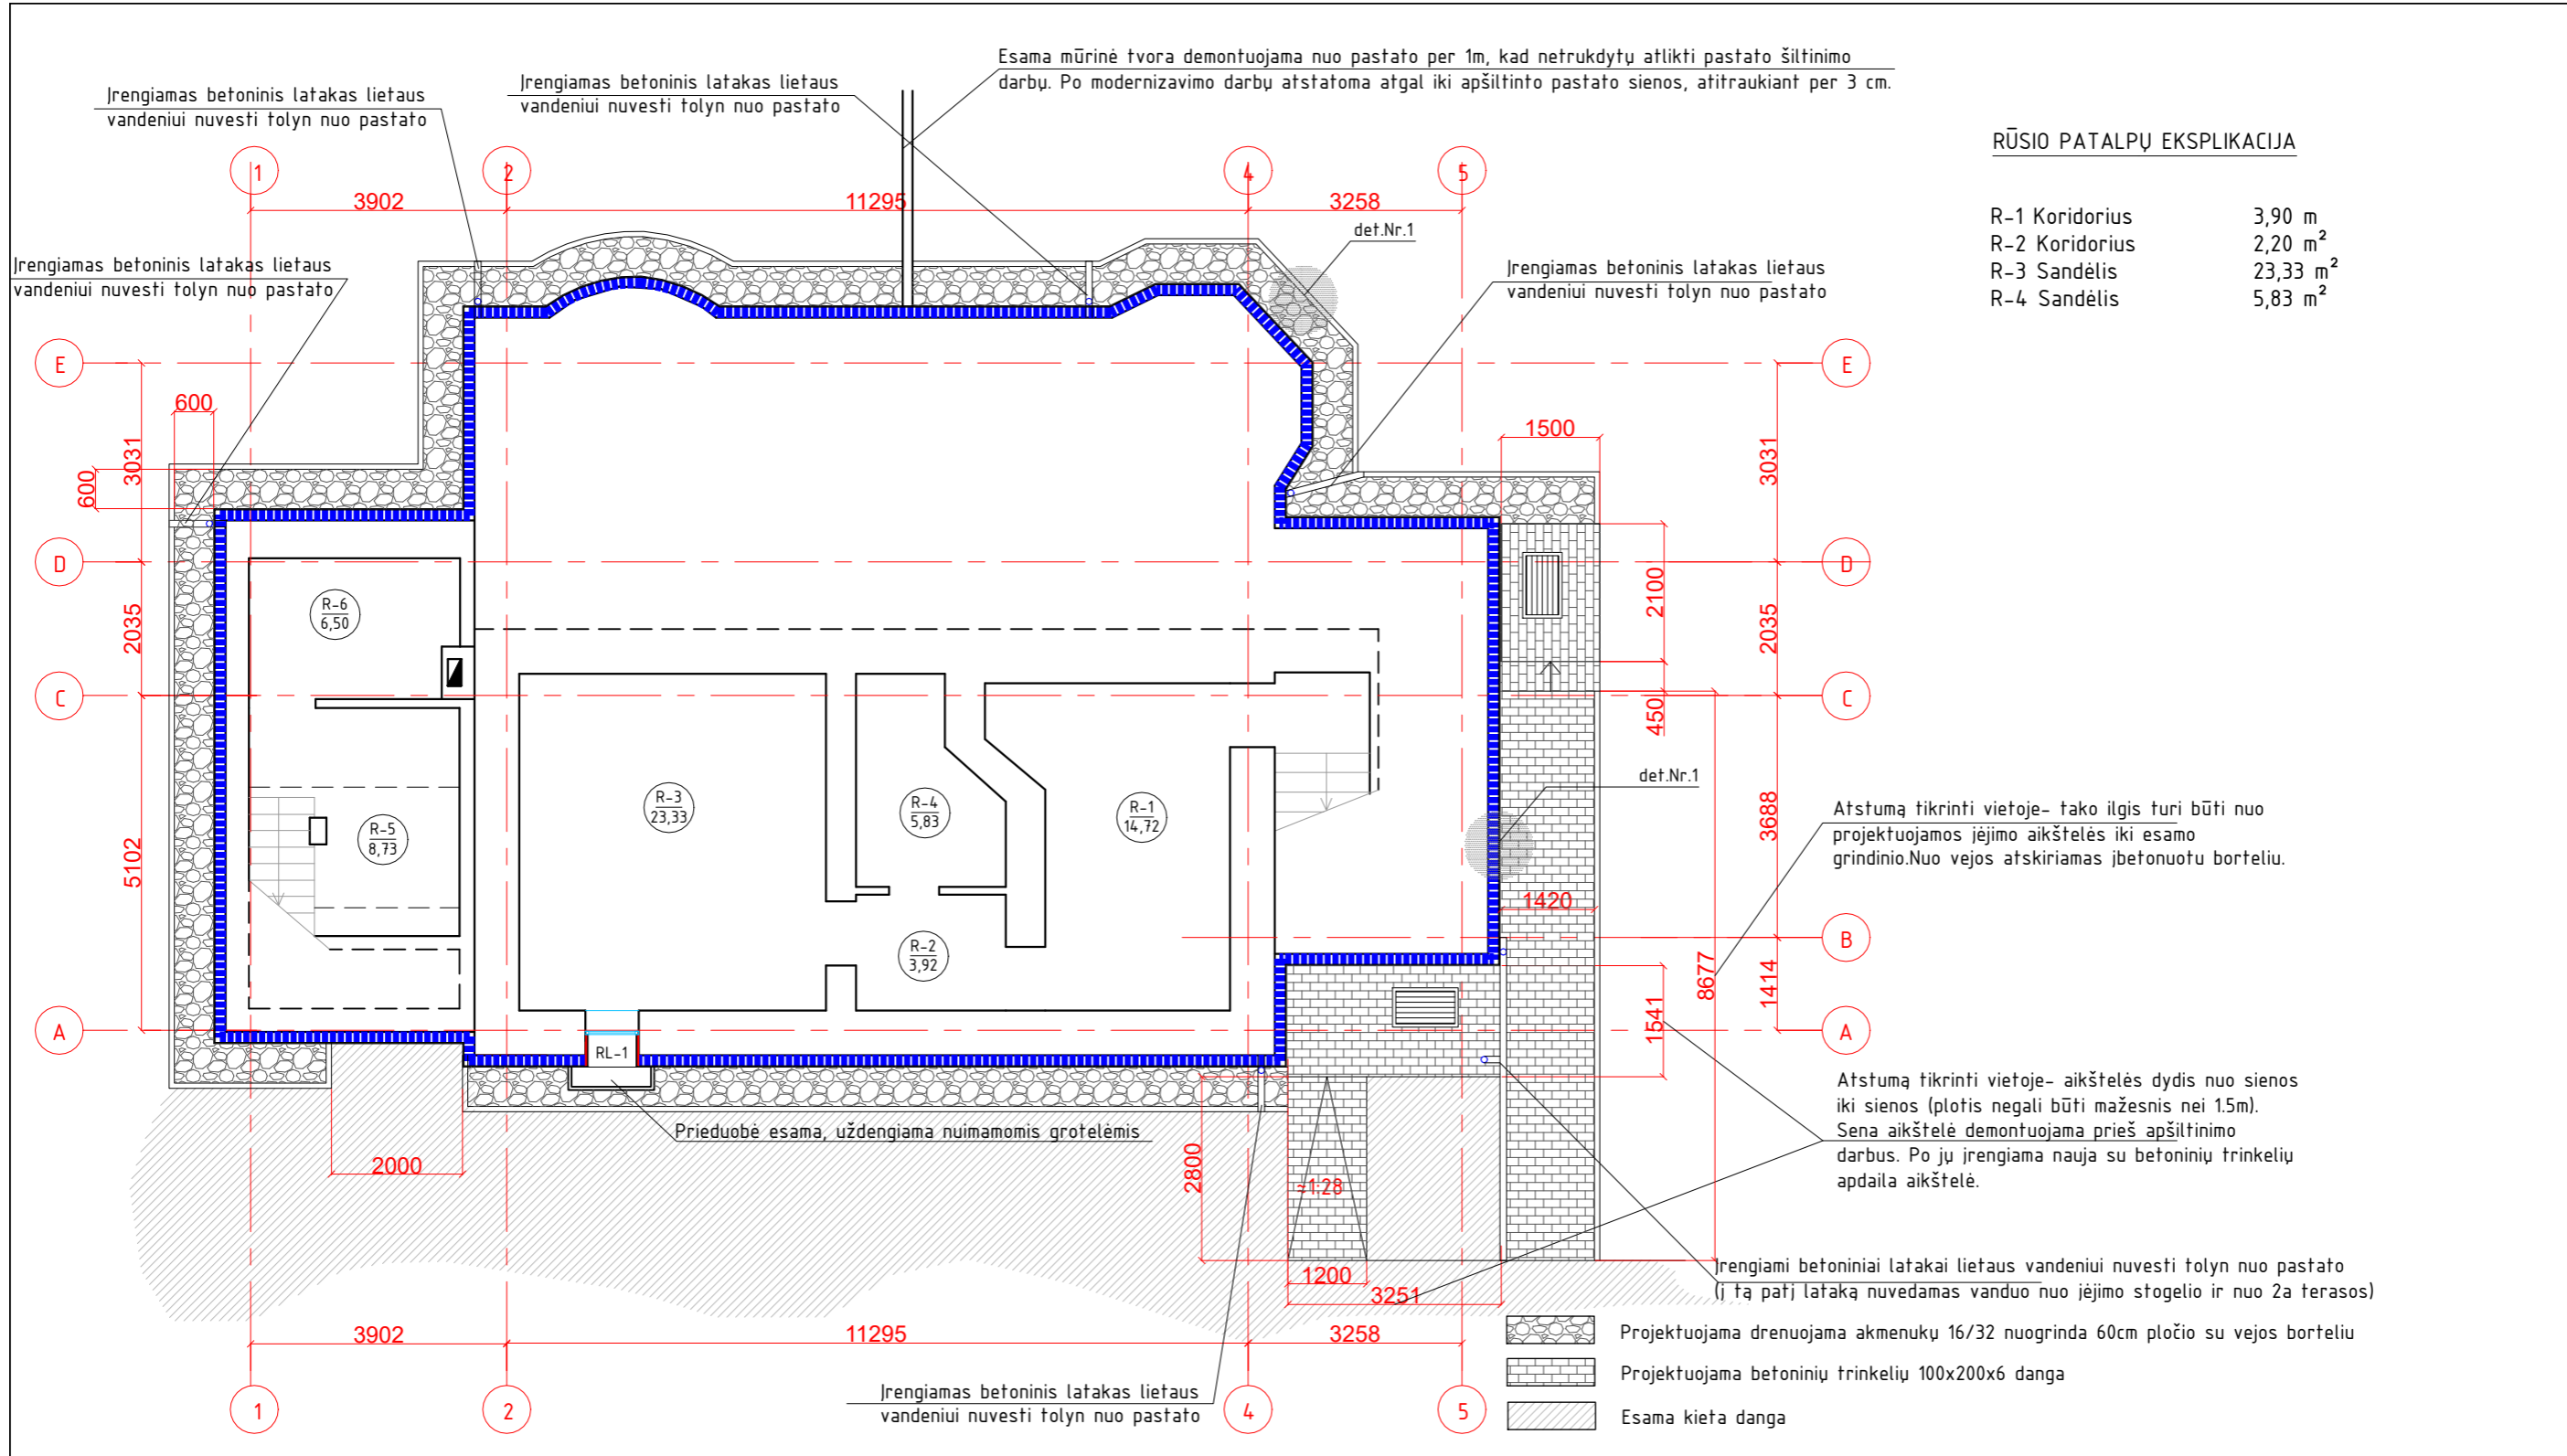 Esama mūrinė tvora demontuojama nuo pastato per 1m, kad netrukdytų atlikti pastato šiltinimo
darbų. Po modernizavimo darbų atstatoma atgal iki apšiltinto pastato sienos, atitraukiant per 3 cm.
Įrengiamas betoninis latakas lietaus
vandeniui nuvesti tolyn nuo pastato
Įrengiamas betoninis latakas lietaus
vandeniui nuvesti tolyn nuo pastato
RŪSIO PATALPŲ EKSPLIKACIJA
R-1 Koridorius 3,90 m
R-2 Koridorius 2,20 m²
R-3 Sandėlis 23,33 m²
R-4 Sandėlis 5,83 m²
1
2
4
5
3902
11295
3258
det.Nr.1
Įrengiamas betoninis latakas lietaus
vandeniui nuvesti tolyn nuo pastato
Įrengiamas betoninis latakas lietaus
vandeniui nuvesti tolyn nuo pastato
E
E
600
1500
3031
3031
600
D
D
2100
R-6
6,50
2035
2035
C
C
450
det.Nr.1
R-3
23,33
R-4
5,83
R-1
14,72
R-5
8,73
5102
3688
Atstumą tikrinti vietoje- tako ilgis turi būti nuo
projektuojamos įėjimo aikštelės iki esamo
grindinio.Nuo vejos atskiriamas įbetonuotu borteliu.
1420
B
R-2
3,92
8677
1414
1541
A
A
RL-1
Atstumą tikrinti vietoje- aikštelės dydis nuo sienos
iki sienos (plotis negali būti mažesnis nei 1.5m).
Sena aikštelė demontuojama prieš apšiltinimo
darbus. Po jų įrengiama nauja su betoninių trinkelių
apdaila aikštelė.
Prieduobė esama, uždengiama nuimamomis grotelėmis
2000
2800
≈1:28
1200
3251
Įrengiami betoniniai latakai lietaus vandeniui nuvesti tolyn nuo pastato
(į tą patį lataką nuvedamas vanduo nuo įėjimo stogelio ir nuo 2a terasos)
3902
11295
3258
Projektuojama drenuojama akmenukų 16/32 nuogrinda 60cm pločio su vejos borteliu
Projektuojama betoninių trinkelių 100x200x6 danga
Esama kieta danga
Įrengiamas betoninis latakas lietaus
vandeniui nuvesti tolyn nuo pastato
1
2
4
5